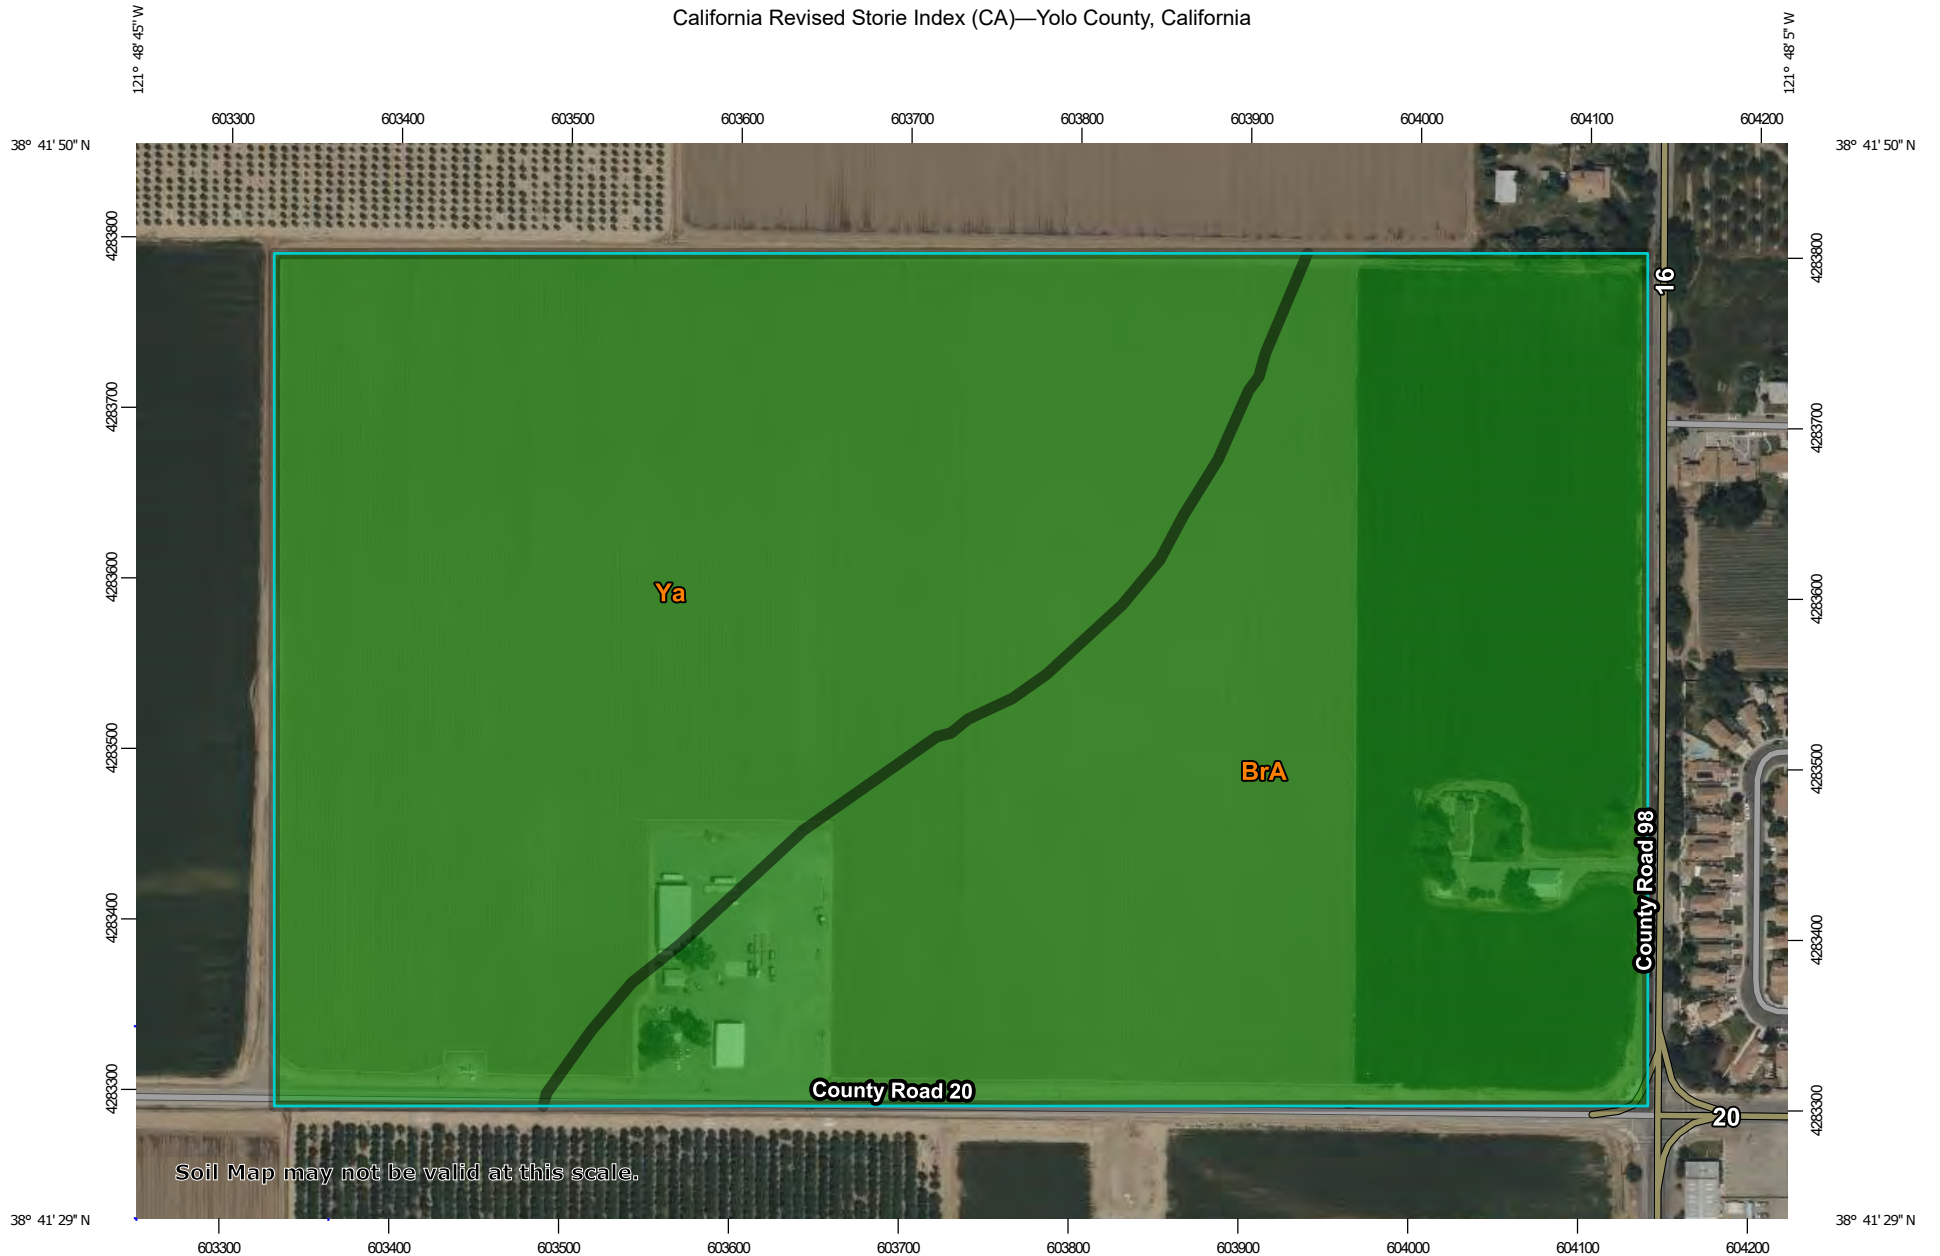 California Revised Storie Index (CA)—Yolo County, California
121° 48' 45" W
121° 48' 5" W
603300 603400 603500 603600 603700 603800 603900 604000 604100 604200
38° 41' 50" N
38° 41' 50" N
4283800
4283800
16
4283700
4283700
4283600
4283600
Ya
4283500
4283500
BrA
County Road 98
4283400
4283400
4283300
4283300
County Road 20
20
Soil Map may not be valid at this scale.
38° 41' 29" N
38° 41' 29" N
603300 603400 603500 603600 603700 603800 603900 604000 604100 604200